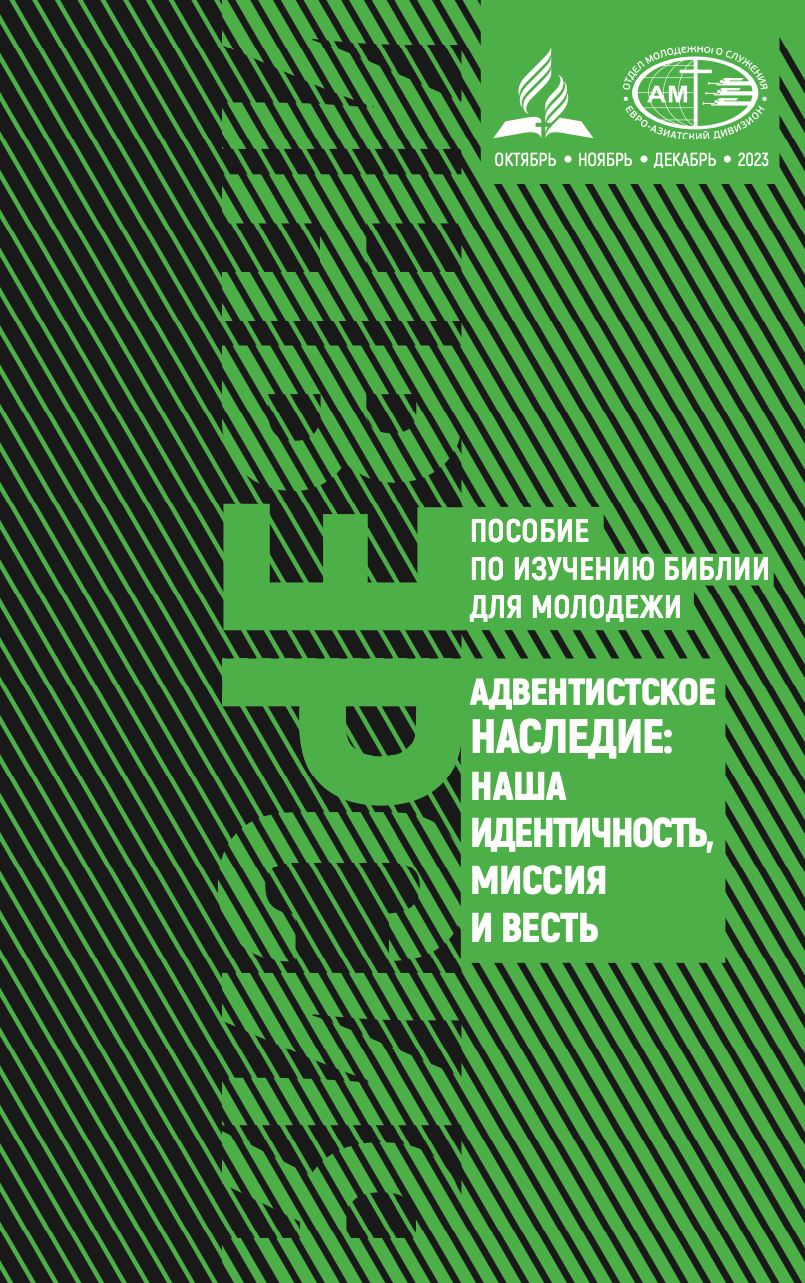 ОТДЕЛ МОЛОДЕЖНОГО СЛУЖЕНИЯ
АМ
ЕВРО-АЗИАТСКИЙ ДИВИЗИОН
ОКТЯБРЬ • НОЯБРЬ • ДЕКАБРЬ • 2023
ПОСОБИЕ
ПО ИЗУЧЕНИЮ БИБЛИИ
ДЛЯ МОЛОДЕЖИ
АДВЕНТИСТСКОЕ
НАСЛЕДИЕ:
НАША
ИДЕНТИЧНОСТЬ,
МИССИЯ
И ВЕСТЬ